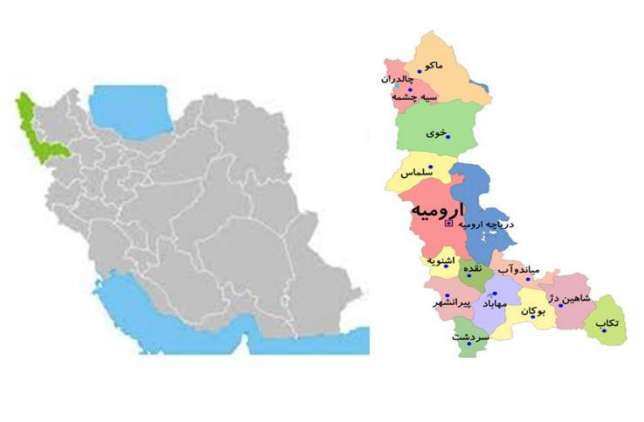 ماکو
چالدران
سیه چشمه
خوی
سلماس
ارومیه
دریاچه ارومیه
اشنویه
نقده
میاندوآب
پیرانشهر
مهاباد
بوکان
شاهین دژ
تکاب
سردشت